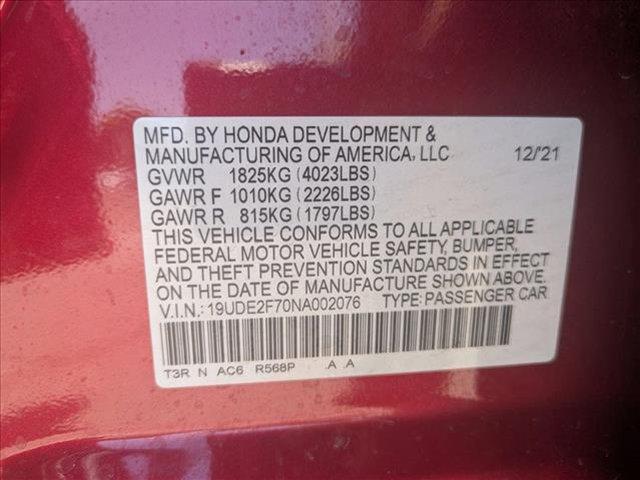 MFD. BY HONDA DEVELOPMENT &
MANUFACTURING OF AMERICA, LLC 12/'21
GVWR 1825KG (4023LBS)
GAWR F 1010KG (2226LBS)
GAWR R 815KG (1797LBS)
THIS VEHICLE CONFORMS TO ALL APPLICABLE
FEDERAL MOTOR VEHICLE SAFETY, BUMPER,
AND THEFT PREVENTION STANDARDS IN EFFECT
ON THE DATE OF MANUFACTURE SHOWN ABOVE.
V.I.N.: 19UDE2F70NA002076 TYPE: PASSENGER CAR
T3R N AC6 R568P .A .A